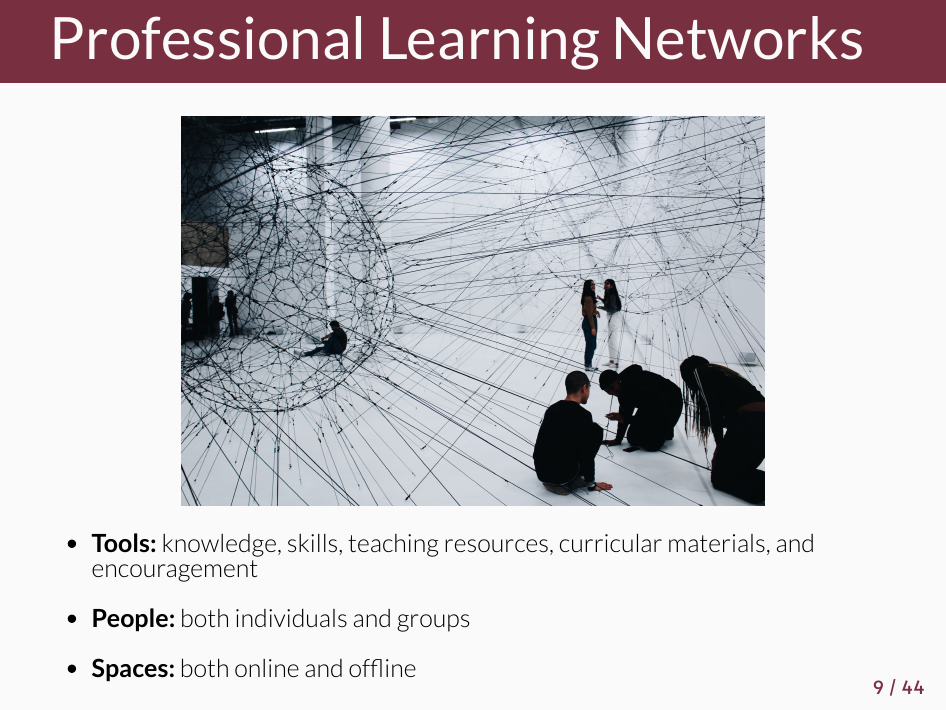 Professional Learning Networks
• Tools: knowledge, skills, teaching resources, curricular materials, and
encouragement
• People: both individuals and groups
• Spaces: both online and offline
9 / 44